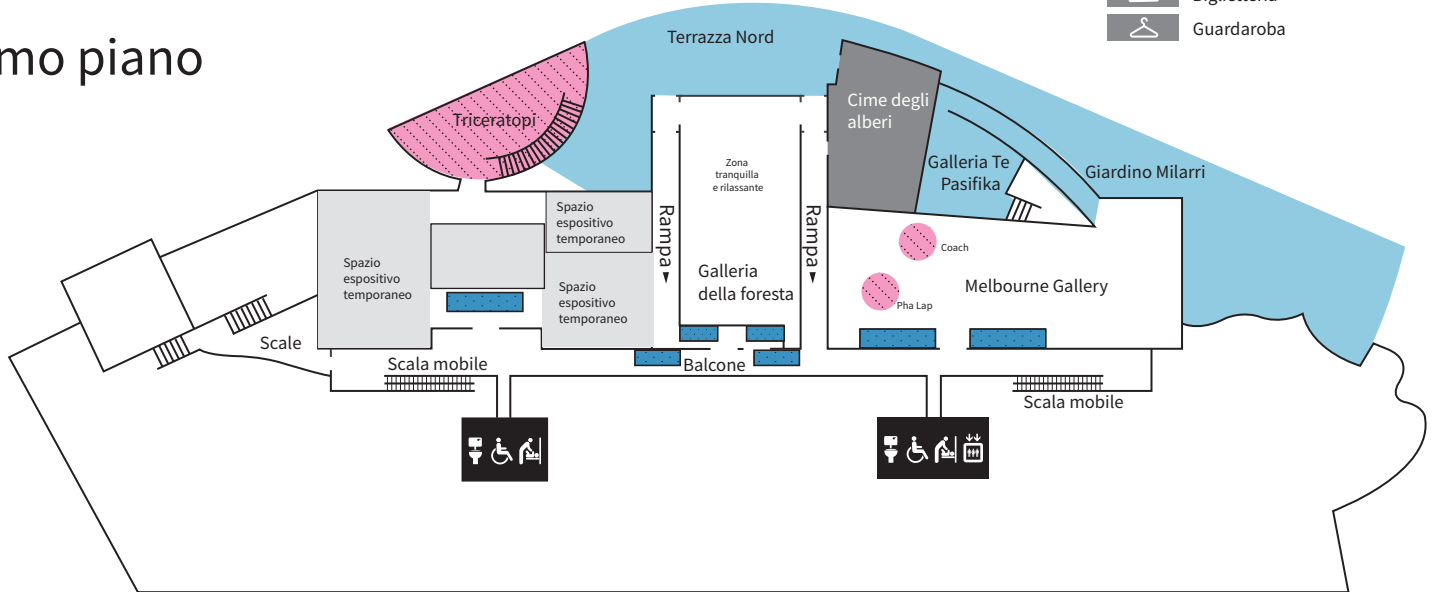 Biglietteria
Guardaroba
mo piano
Terrazza Nord
Triceratopi
Cime degli
alberi
Galleria Te
Pasifika
Giardino Milarri
Zona
tranquilla
e rilassante
Spazio
espositivo
temporaneo
Spazio
espositivo
temporaneo
Spazio
espositivo
temporaneo
Rampa
Galleria
della foresta
Rampa
Coach
Pha Lap
Melbourne Gallery
Scale
Scala mobile
Balcone
Scala mobile